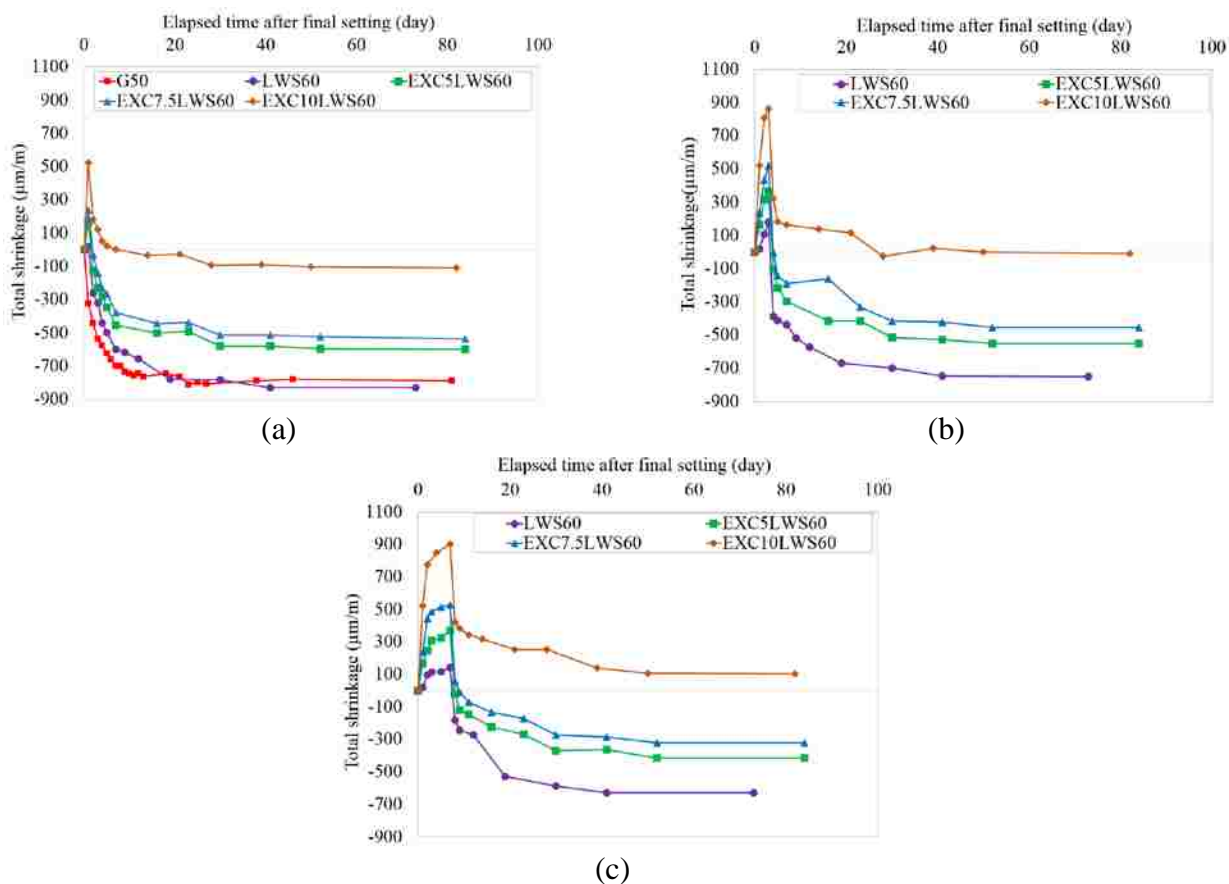 Elapsed time after final setting (day)
0 20 40 60 80 100
1100
900
700
500
300
100
-100
-300
-500
-700
-900
Total shrinkage (μm/m)
G50 LWS60 EXC5LWS60
EXC7.5LWS60 EXC10LWS60
(a)
Elapsed time after final setting (day)
0 20 40 60 80 100
1100
900
700
500
300
100
-100
-300
-500
-700
-900
Total shrinkage(μm/m)
LWS60 EXC5LWS60
EXC7.5LWS60 EXC10LWS60
(b)
Elapsed time after final setting (day)
0 20 40 60 80 100
1100
900
700
500
300
100
-100
-300
-500
-700
-900
Total shrinkage (μm/m)
LWS60 EXC5LWS60
EXC7.5LWS60 EXC10LWS60
(c)